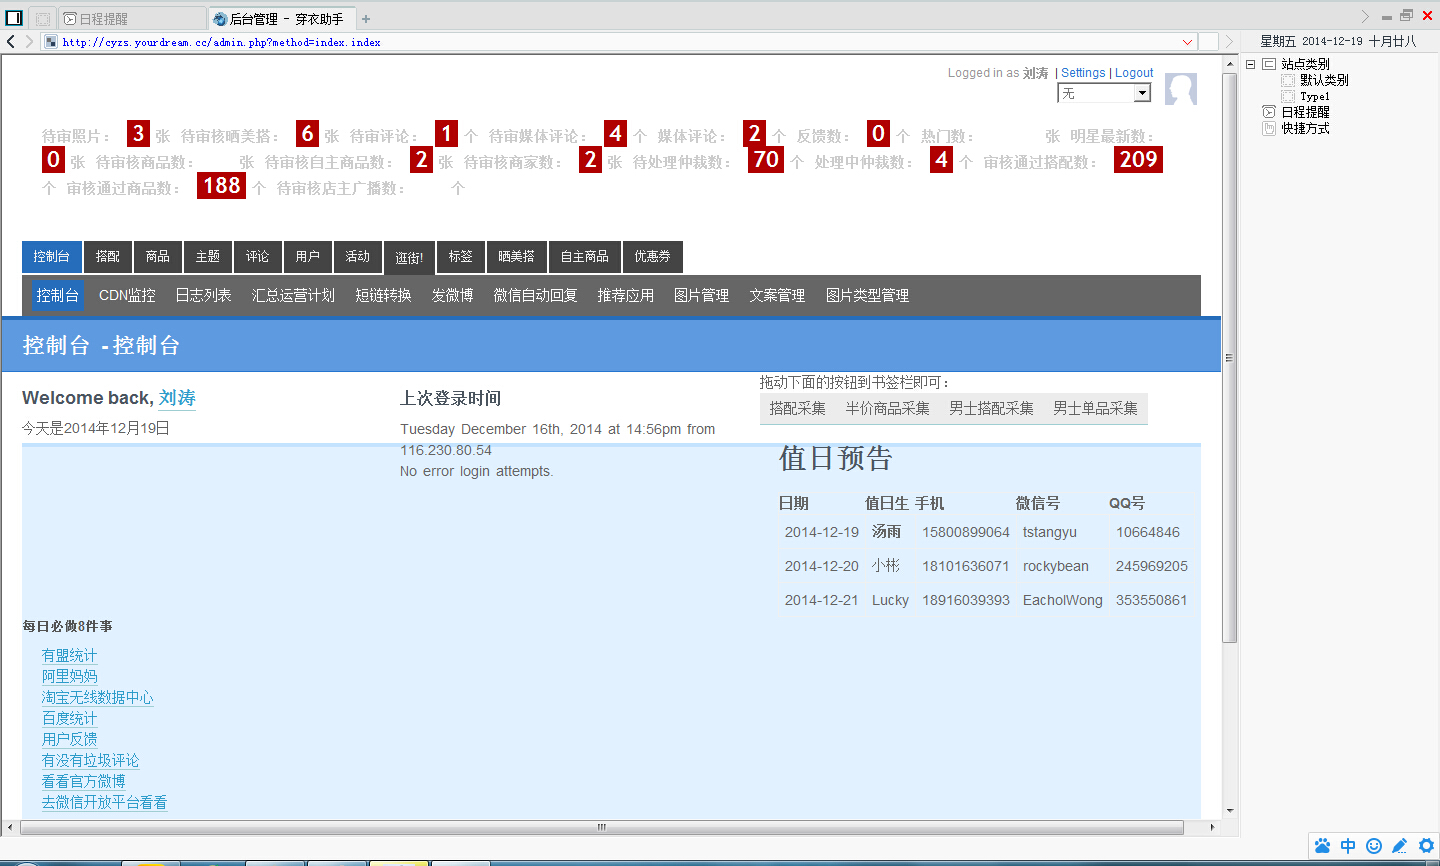 日程提醒
后台管理 - 穿衣助手
http://cyzs.yourdream.cc/admin.php?method=index.index
星期五 2014-12-19 十月廿八
站点类别
默认类别
Type1
日程提醒
快捷方式
Logged in as 刘涛 | Settings | Logout
无
待审照片： 3 张 待审核晒美搭： 6 张 待审评论： 1 个 待审媒体评论： 4 个 媒体评论： 2 个 反馈数： 0 个 热门数： 张 明星最新数：
0 张 待审核商品数： 张 待审核自主商品数： 2 张 待审核商家数： 2 张 待处理仲裁数： 70 个 处理中仲裁数： 4 个 审核通过搭配数： 209
个 审核通过商品数： 188 个 待审核店主广播数： 个
控制台 搭配 商品 主题 评论 用户 活动 逛街! 标签 晒美搭 自主商品 优惠券
控制台 CDN监控 日志列表 汇总运营计划 短链转换 发微博 微信自动回复 推荐应用 图片管理 文案管理 图片类型管理
控制台 - 控制台
Welcome back, 刘涛
今天是2014年12月19日
上次登录时间
Tuesday December 16th, 2014 at 14:56pm from
116.230.80.54
No error login attempts.
拖动下面的按钮到书签栏即可：
搭配采集 半价商品采集 男士搭配采集 男士单品采集
值日预告
日期 值日生 手机 微信号 QQ号
2014-12-19 汤雨 15800899064 tstangyu 10664846
2014-12-20 小彬 18101636071 rockybean 245969205
2014-12-21 Lucky 18916039393 EacholWong 353550861
每日必做8件事
有盟统计
阿里妈妈
淘宝无线数据中心
百度统计
用户反馈
有没有垃圾评论
看看官方微博
去微信开放平台看看
中